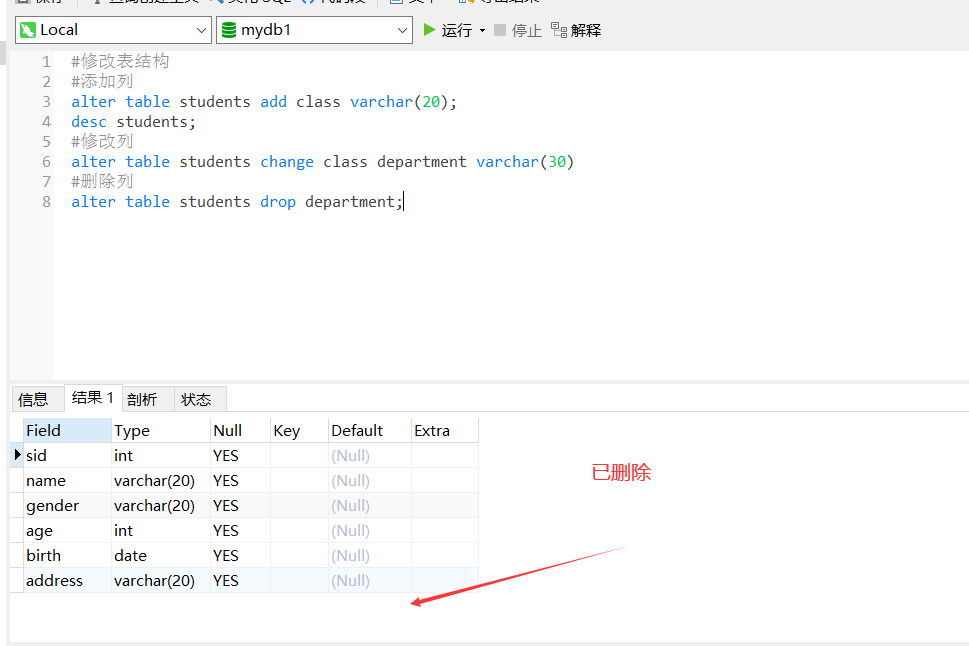 Local mydb1 运行 停止 解释
1 #修改表结构
2 #添加列
3 alter table students add class varchar(20);
4 desc students;
5 #修改列
6 alter table students change class department varchar(30)
7 #删除列
8 alter table students drop department;
信息 结果 1 剖析 状态
Field Type Null Key Default Extra
sid int YES (Null)
name varchar(20) YES (Null)
gender varchar(20) YES (Null)
age int YES (Null)
birth date YES (Null)
address varchar(20) YES (Null)
已删除